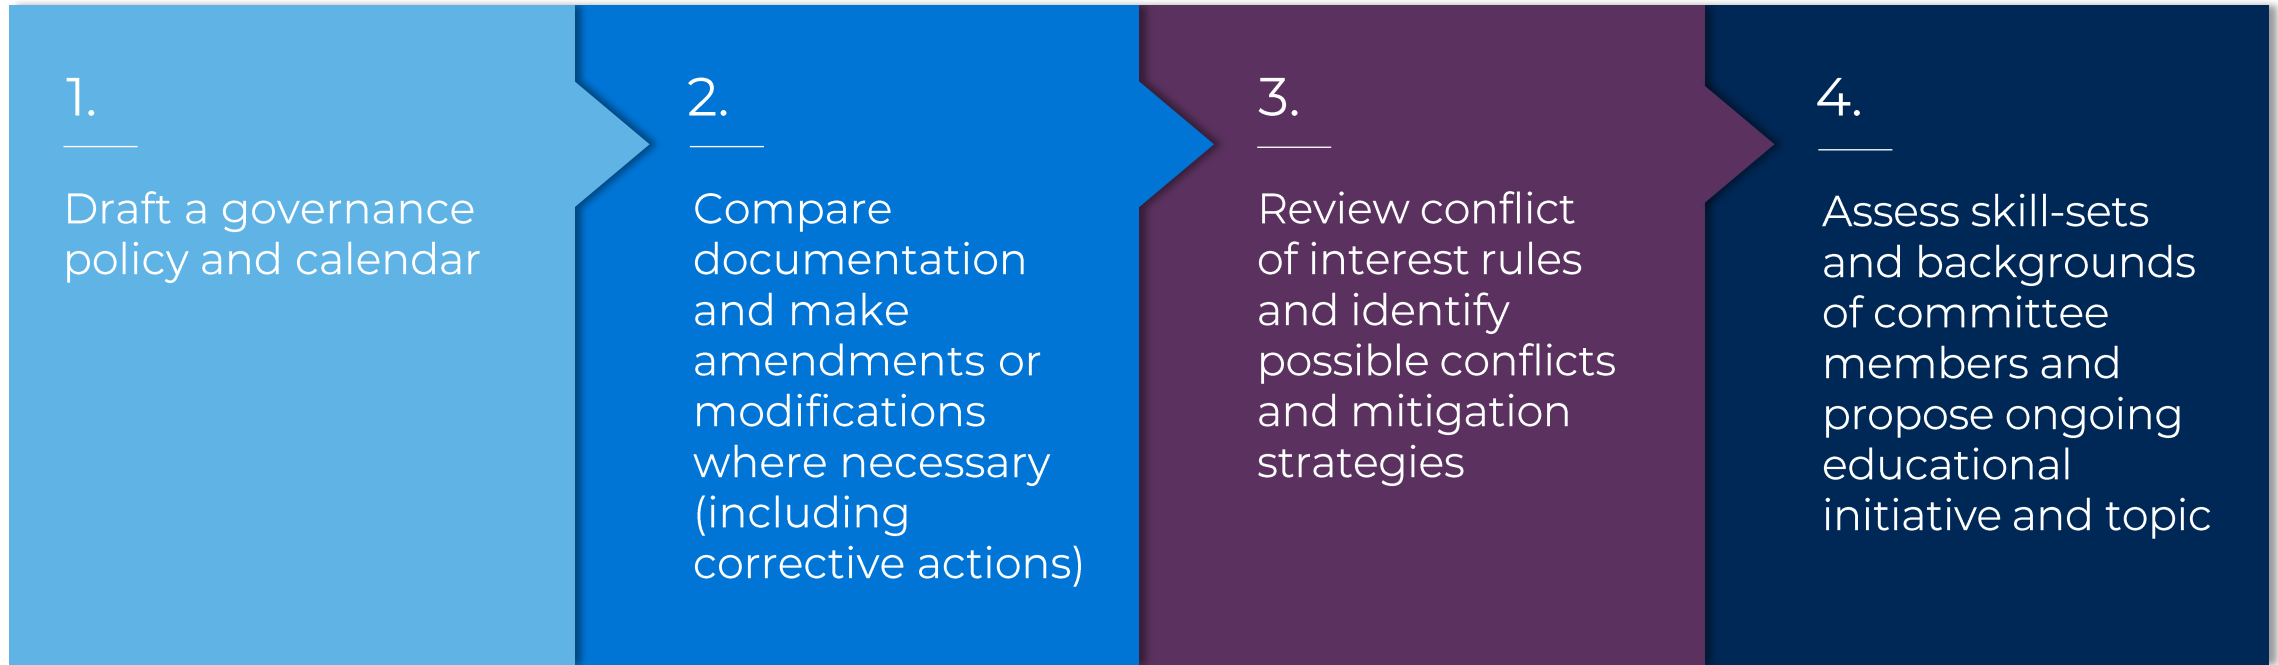 1.
Draft a governance
policy and calendar
2.
Compare
documentation
and make
amendments or
modifications
where necessary
(including
corrective actions)
3.
Review conflict
of interest rules
and identify
possible conflicts
and mitigation
strategies
4.
Assess skill-sets
and backgrounds
of committee
members and
propose ongoing
educational
initiative and topic